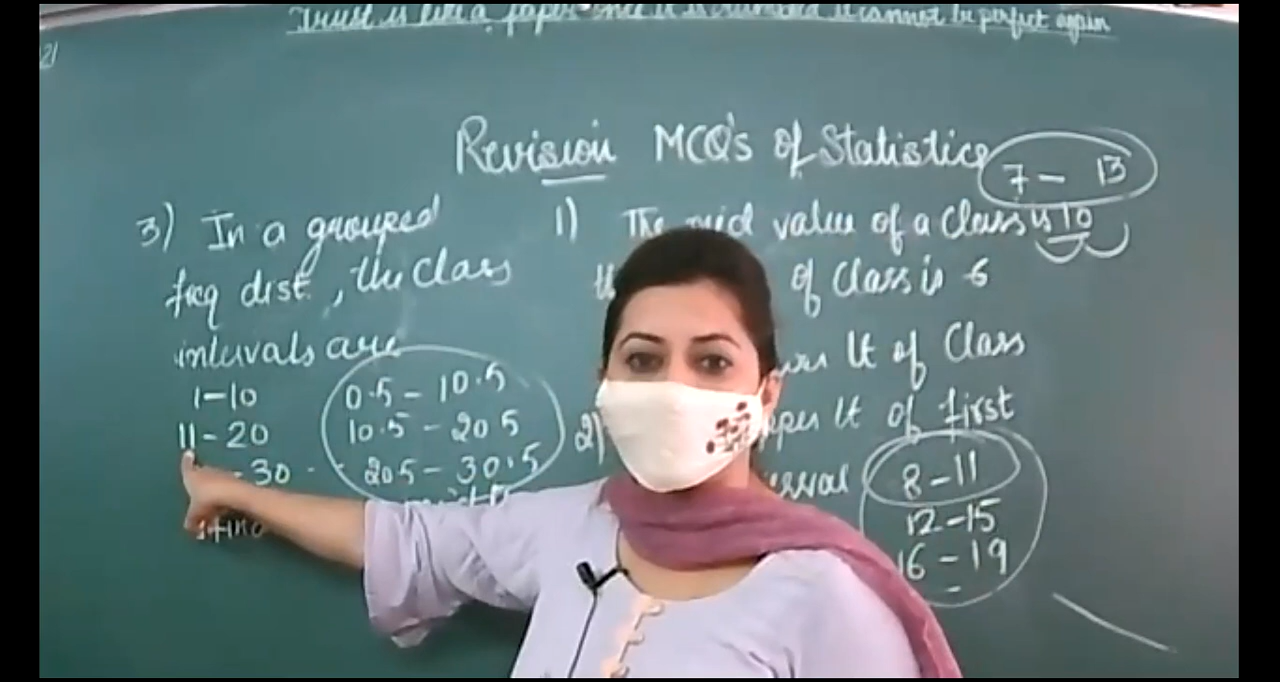 Trust is like a paper once it is crumbled it cannot be perfect again
21
Revision MCQ's of Statistics
7 - 13
3) In a grouped
freq dist., the Class
intervals are
1-10
11-20
-30
0.5 - 10.5
10.5 - 20.5
20.5 - 30.5
1) The mid value of a Class is 10
of Class is 6
lt of Class
2)
lt of first
8-11
12-15
16-19